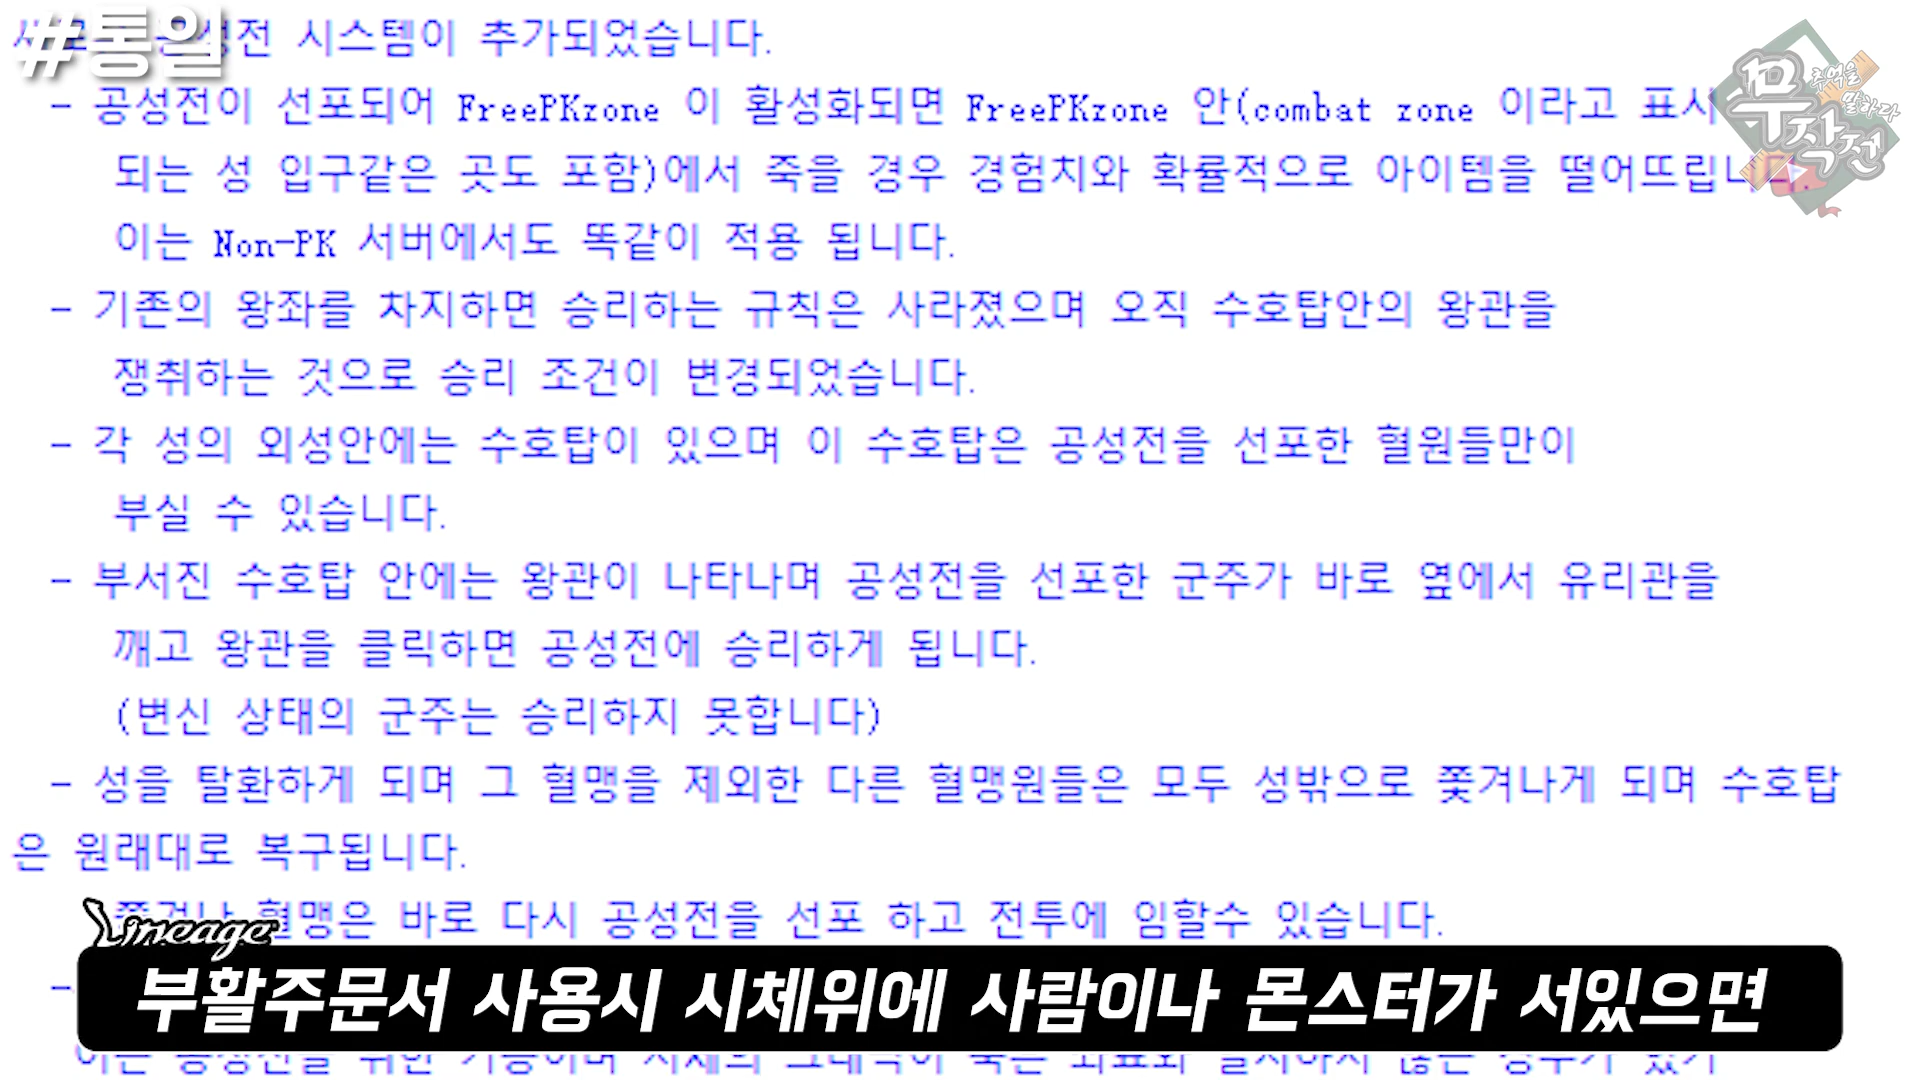 #통일
시스템이 추가되었습니다.
- 공성전이 선포되어 FreePKzone 이 활성화되면 FreePKzone 안(combat zone 이라고 표시
되는 성 입구같은 곳도 포함)에서 죽을 경우 경험치와 확률적으로 아이템을 떨어뜨립니다.
이는 Non-PK 서버에서도 똑같이 적용 됩니다.
- 기존의 왕좌를 차지하면 승리하는 규칙은 사라졌으며 오직 수호탑안의 왕관을
쟁취하는 것으로 승리 조건이 변경되었습니다.
- 각 성의 외성안에는 수호탑이 있으며 이 수호탑은 공성전을 선포한 혈원들만이
부실 수 있습니다.
- 부서진 수호탑 안에는 왕관이 나타나며 공성전을 선포한 군주가 바로 옆에서 유리관을
깨고 왕관을 클릭하면 공성전에 승리하게 됩니다.
(변신 상태의 군주는 승리하지 못합니다)
- 성을 탈환하게 되며 그 혈맹을 제외한 다른 혈맹원들은 모두 성밖으로 쫓겨나게 되며 수호탑
은 원래대로 복구됩니다.
혈맹은 바로 다시 공성전을 선포 하고 전투에 임할수 있습니다.
Lineage
부활주문서 사용시 시체위에 사람이나 몬스터가 서있으면
추억을
말하다
무작전